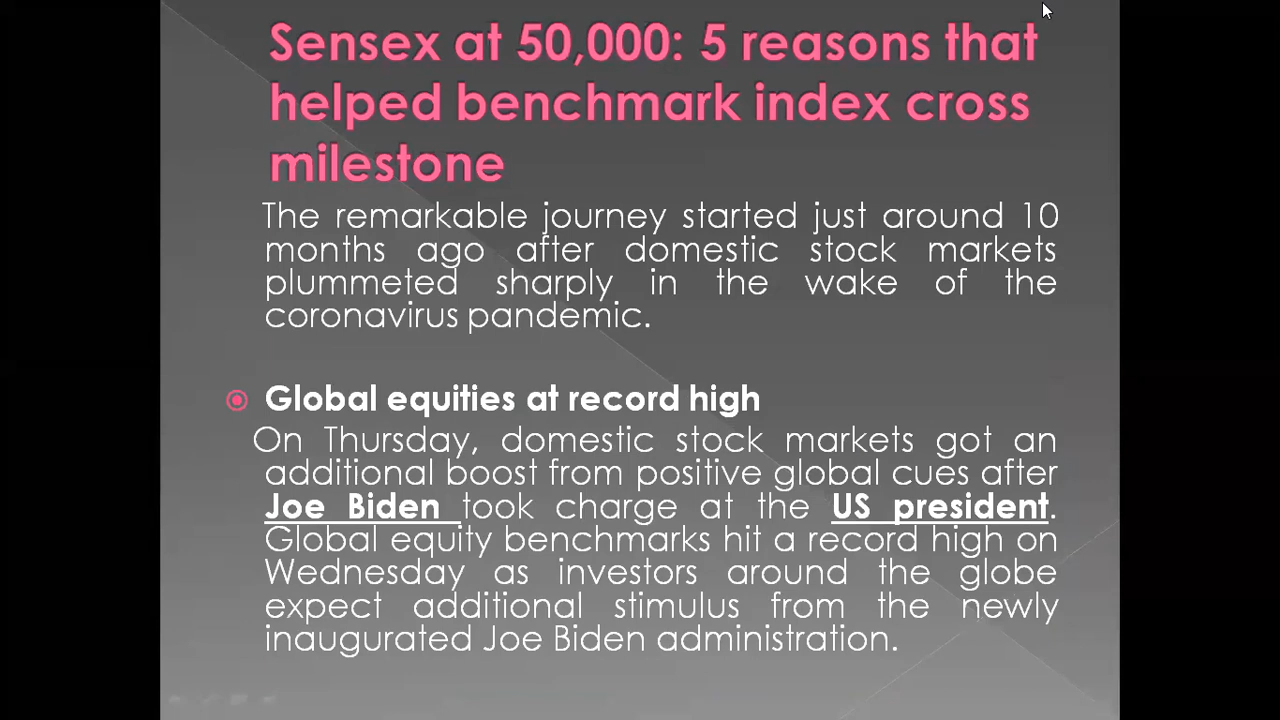 Sensex at 50,000: 5 reasons that
helped benchmark index cross
milestone
The remarkable journey started just around 10
months ago after domestic stock markets
plummeted sharply in the wake of the
coronavirus pandemic.
Global equities at record high
On Thursday, domestic stock markets got an
additional boost from positive global cues after
Joe Biden took charge at the US president.
Global equity benchmarks hit a record high on
Wednesday as investors around the globe
expect additional stimulus from the newly
inaugurated Joe Biden administration.